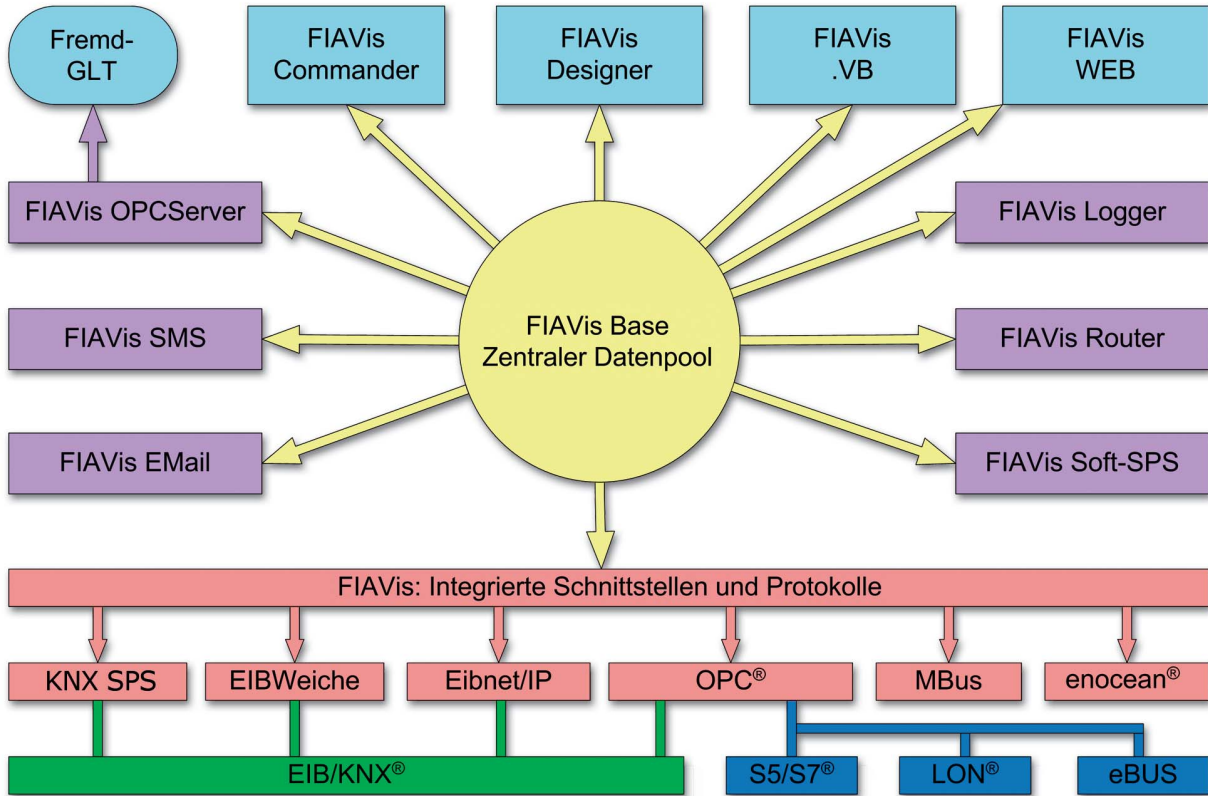 Fremd-
GLT
FIAVis
Commander
FIAVis
Designer
FIAVis
.VB
FIAVis
WEB
FIAVis OPCServer
FIAVis Logger
FIAVis Base
Zentraler Datenpool
FIAVis SMS
FIAVis Router
FIAVis EMail
FIAVis Soft-SPS
FIAVis: Integrierte Schnittstellen und Protokolle
KNX SPS
EIBWeiche
Eibnet/IP
OPC®
MBus
enocean®
EIB/KNX®
S5/S7®
LON®
eBUS